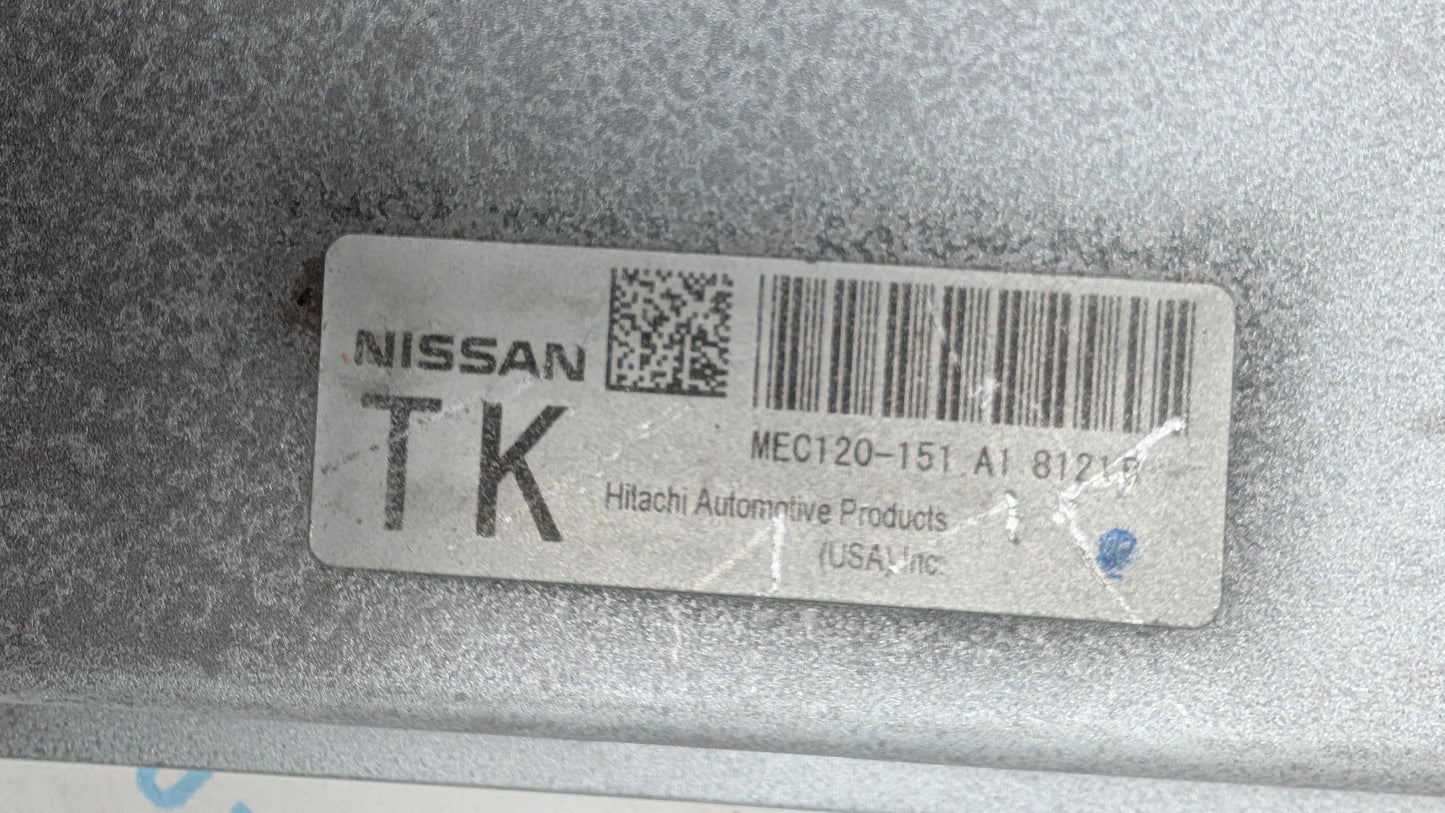 NISSAN
TK
MEC120-151 A1
Hitachi Automotive Products
(USA) Inc.